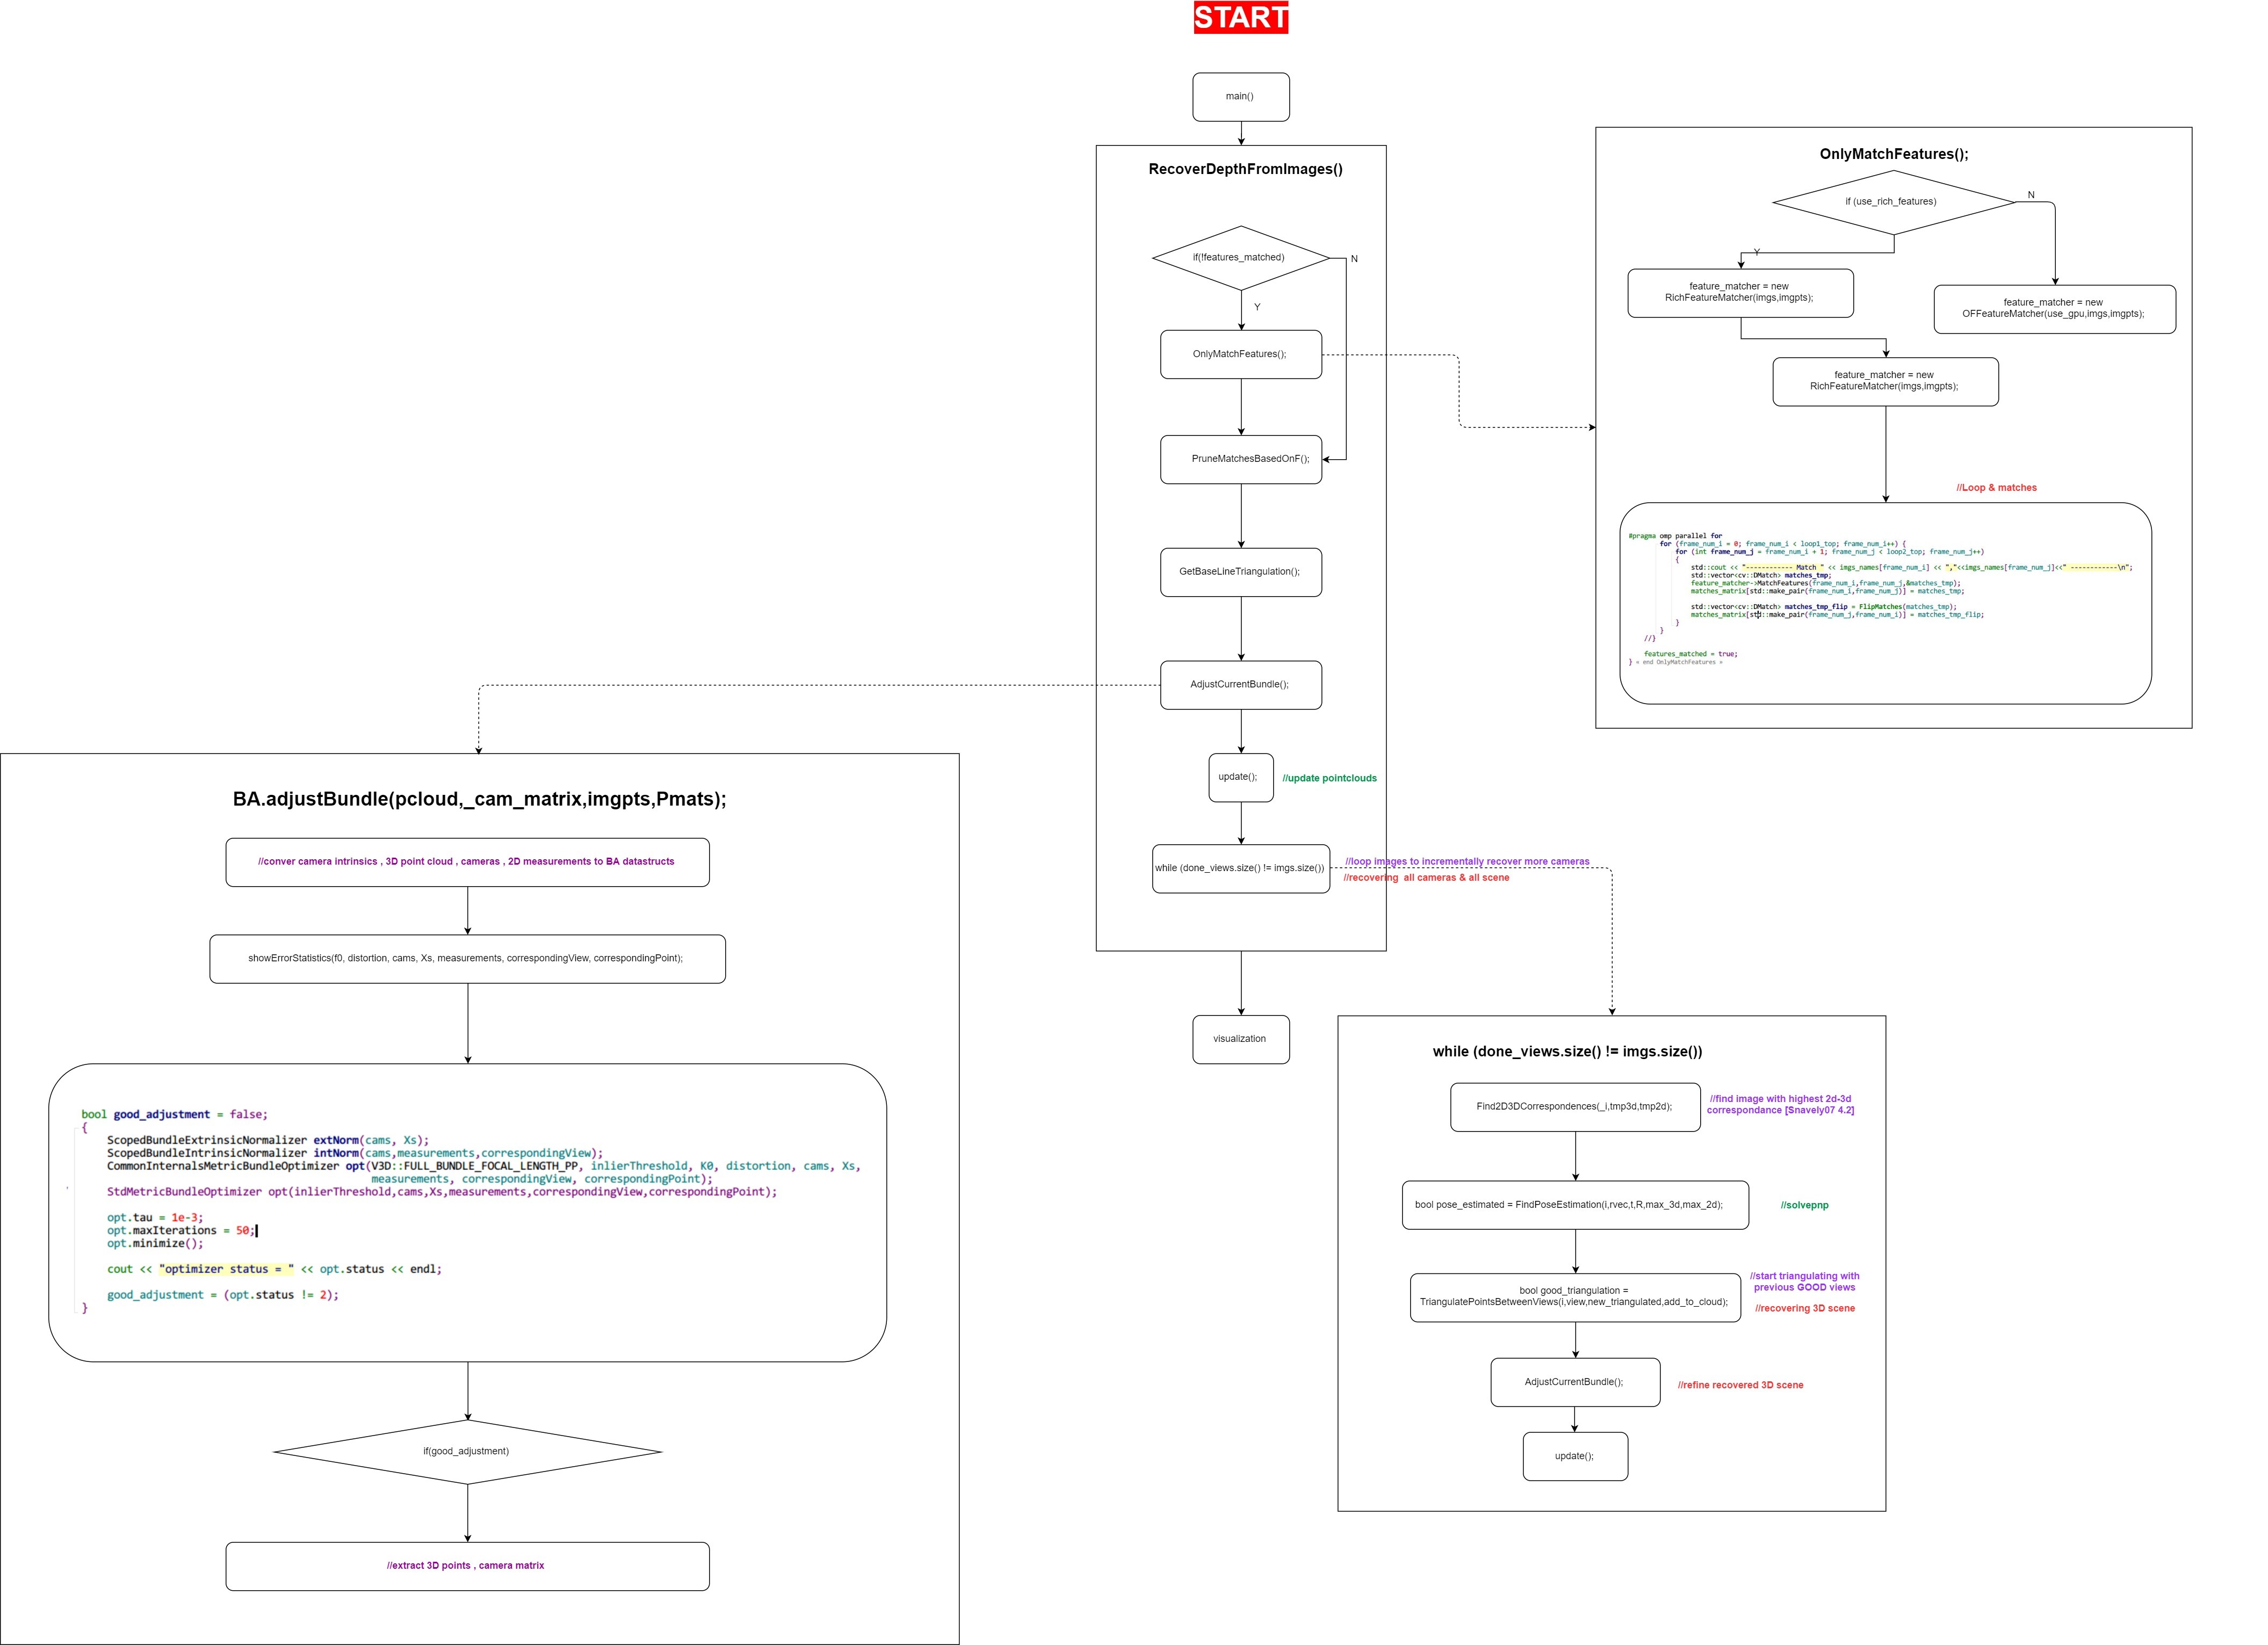 START
main()
RecoverDepthFromImages()
if(!features_matched)
N
Y
OnlyMatchFeatures();
PruneMatchesBasedOnF();
GetBaseLineTriangulation();
AdjustCurrentBundle();
update();
//update pointclouds
while (done_views.size() != imgs.size())
//loop images to incrementally recover more cameras
//recovering all cameras & all scene
visualization
OnlyMatchFeatures();
if (use_rich_features)
N
Y
feature_matcher = new
RichFeatureMatcher(imgs,imgpts);
feature_matcher = new
OFFeatureMatcher(use_gpu,imgs,imgpts);
feature_matcher = new
RichFeatureMatcher(imgs,imgpts);
//Loop & matches
#pragma omp parallel for
for (frame_num_i = 0; frame_num_i < loop1_top; frame_num_i++) {
for (int frame_num_j = frame_num_i + 1; frame_num_j < loop2_top; frame_num_j++)
{
std::cout << "------------ Match " << imgs_names[frame_num_i] << ","<<imgs_names[frame_num_j]<<" ------------\n";
std::vector<cv::DMatch> matches_tmp;
feature_matcher->MatchFeatures(frame_num_i,frame_num_j,&matches_tmp);
matches_matrix[std::make_pair(frame_num_i,frame_num_j)] = matches_tmp;
std::vector<cv::DMatch> matches_tmp_flip = FlipMatches(matches_tmp);
matches_matrix[std::make_pair(frame_num_j,frame_num_i)] = matches_tmp_flip;
}
}
//}
features_matched = true;
} « end OnlyMatchFeatures »
BA.adjustBundle(pcloud,_cam_matrix,imgpts,Pmats);
//conver camera intrinsics , 3D point cloud , cameras , 2D measurements to BA datastructs
showErrorStatistics(f0, distortion, cams, Xs, measurements, correspondingView, correspondingPoint);
bool good_adjustment = false;
{
ScopedBundleExtrinsicNormalizer extNorm(cams, Xs);
ScopedBundleIntrinsicNormalizer intNorm(cams,measurements,correspondingView);
CommonInternalsMetricBundleOptimizer opt(V3D::FULL_BUNDLE_FOCAL_LENGTH_PP, inlierThreshold, K0, distortion, cams, Xs,
measurements, correspondingView, correspondingPoint);
StdMetricBundleOptimizer opt(inlierThreshold,cams,Xs,measurements,correspondingView,correspondingPoint);
opt.tau = 1e-3;
opt.maxIterations = 50;
opt.minimize();
cout << "optimizer status = " << opt.status << endl;
good_adjustment = (opt.status != 2);
}
if(good_adjustment)
//extract 3D points , camera matrix
while (done_views.size() != imgs.size())
Find2D3DCorrespondences(_i,tmp3d,tmp2d);
//find image with highest 2d-3d
correspondance [Snavely07 4.2]
bool pose_estimated = FindPoseEstimation(i,rvec,t,R,max_3d,max_2d);
//solvepnp
bool good_triangulation =
TriangulatePointsBetweenViews(i,view,new_triangulated,add_to_cloud);
//start triangulating with
previous GOOD views
//recovering 3D scene
AdjustCurrentBundle();
//refine recovered 3D scene
update();